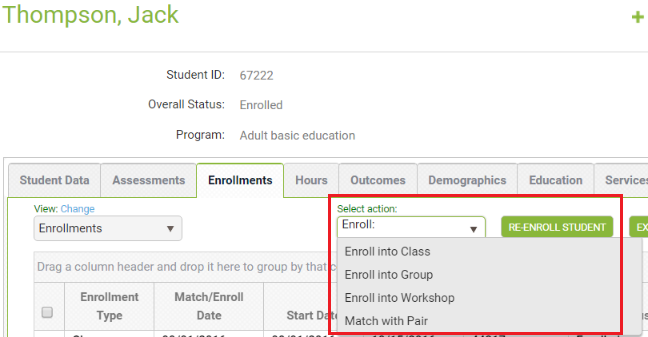 Thompson, Jack
Student ID: 67222
Overall Status: Enrolled
Program: Adult basic education
Student Data Assessments Enrollments Hours Outcomes Demographics Education Services
View: Change Select action:
Enrollments Enroll: RE-ENROLL STUDENT EX
Enroll into Class
Drag a column header and drop it here to group by that c
Enroll into Group
Enrollment Match/Enroll Enroll into Workshop
Type Date Start Dat
Match with Pair